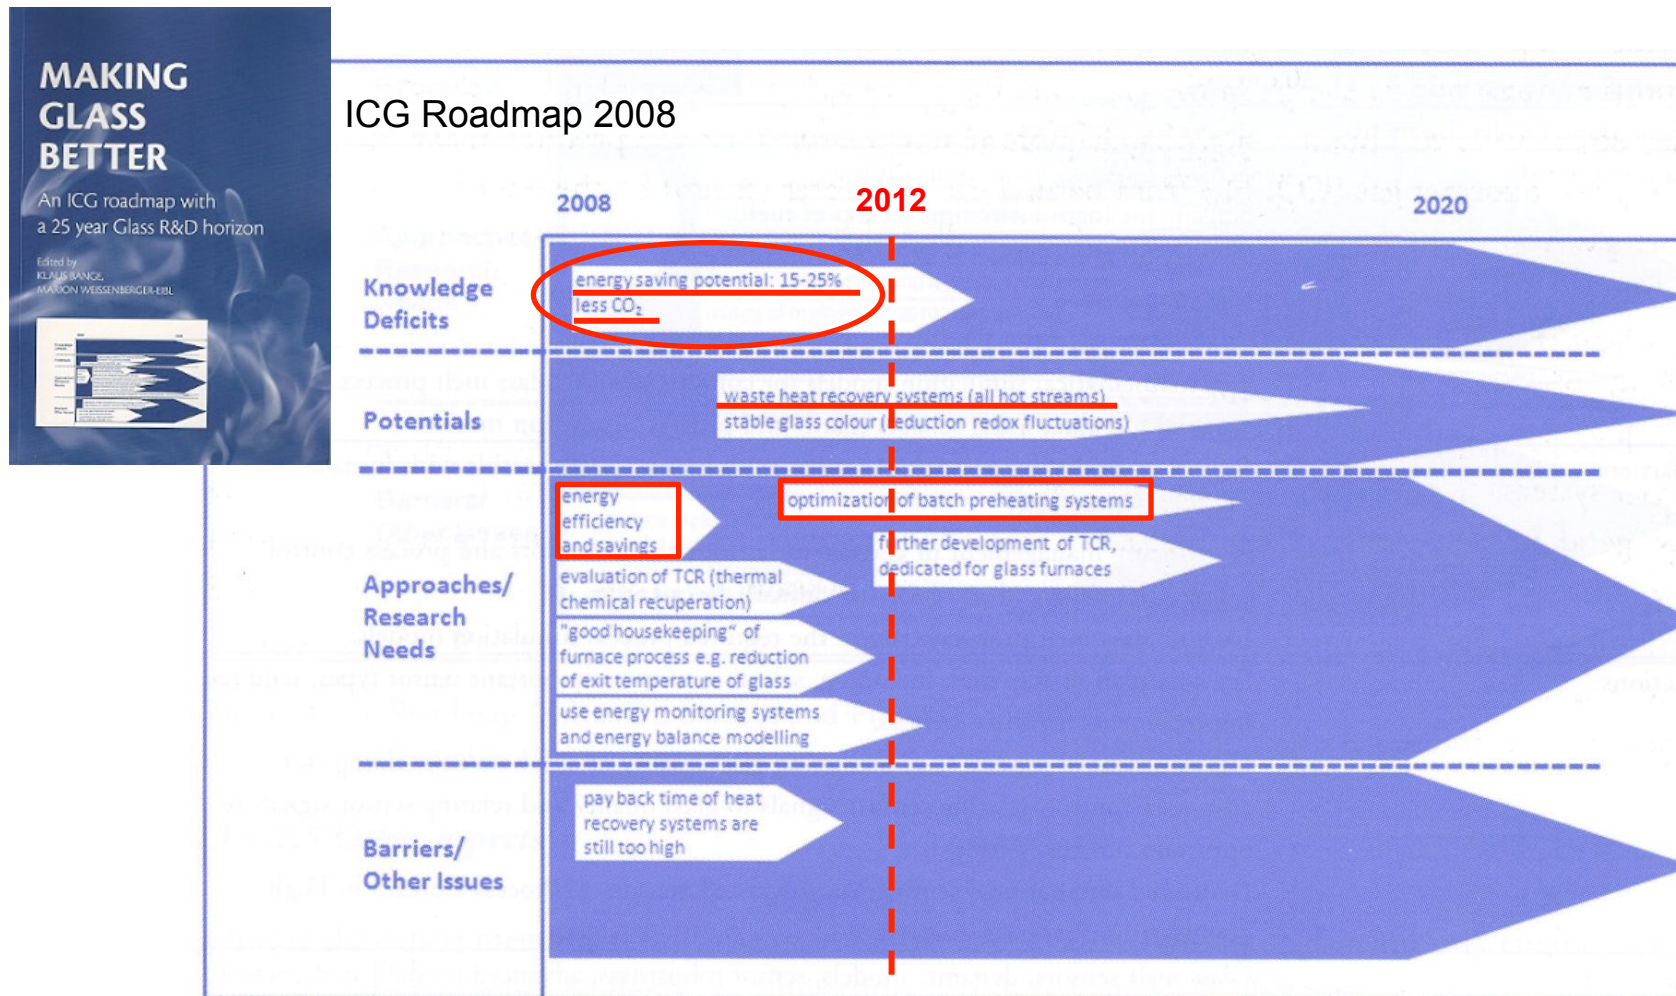 MAKING
GLASS
BETTER
An ICG roadmap with
a 25 year Glass R&D horizon
Edited by
KLAUS BANGE,
MARION WEISSENBERGER-EIBL
ICG Roadmap 2008
2008
2012
2020
Knowledge
Deficits
energy saving potential: 15-25%
less CO₂
Potentials
waste heat recovery systems (all hot streams)
stable glass colour (reduction redox fluctuations)
Approaches/
Research
Needs
energy
efficiency
and savings
optimization of batch preheating systems
further development of TCR,
dedicated for glass furnaces
evaluation of TCR (thermal
chemical recuperation)
"good housekeeping“ of
furnace process e.g. reduction
of exit temperature of glass
use energy monitoring systems
and energy balance modelling
Barriers/
Other Issues
pay back time of heat
recovery systems are
still too high